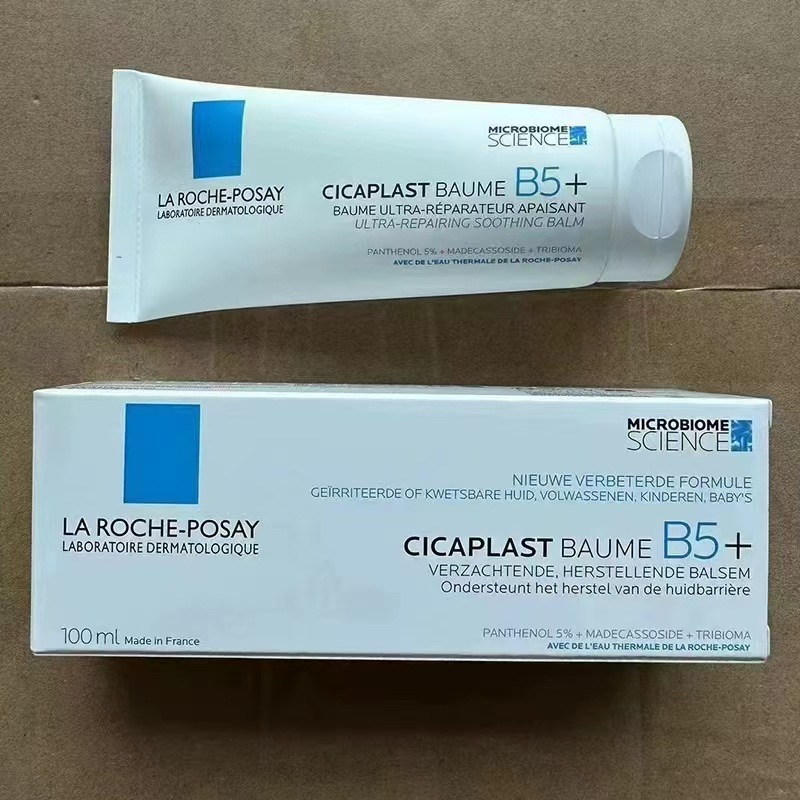 MICROBIOME
SCIENCE
LA ROCHE-POSAY
LABORATOIRE DERMATOLOGIQUE
CICAPLAST BAUME B5+
BAUME ULTRA-RÉPARATEUR APAISANT
ULTRA-REPAIRING SOOTHING BALM
PANTHENOL 5% + MADECASSOSIDE + TRIBIOMA
AVEC DE L'EAU THERMALE DE LA ROCHE-POSAY
MICROBIOME
SCIENCE
NIEUWE VERBETERDE FORMULE
GEÏRRITEERDE OF KWETSBARE HUID, VOLWASSENEN, KINDEREN, BABY'S
LA ROCHE-POSAY
LABORATOIRE DERMATOLOGIQUE
CICAPLAST BAUME B5+
VERZACHTENDE, HERSTELLENDE BALSEM
Ondersteunt het herstel van de huidbarrière
100 ml Made in France
PANTHENOL 5% + MADECASSOSIDE + TRIBIOMA
AVEC DE L'EAU THERMALE DE LA ROCHE-POSAY